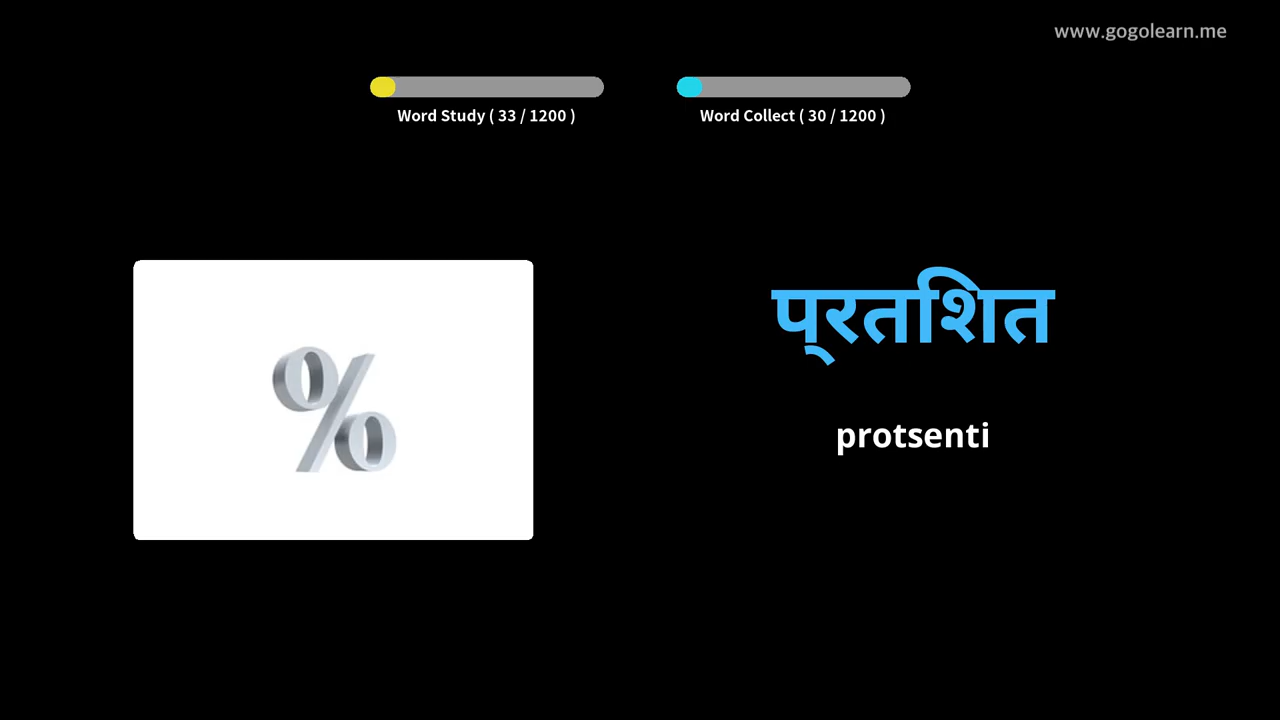 www.gogolearn.me
Word Study ( 33 / 1200 )
Word Collect ( 30 / 1200 )
%
प्रतिशत
protsenti